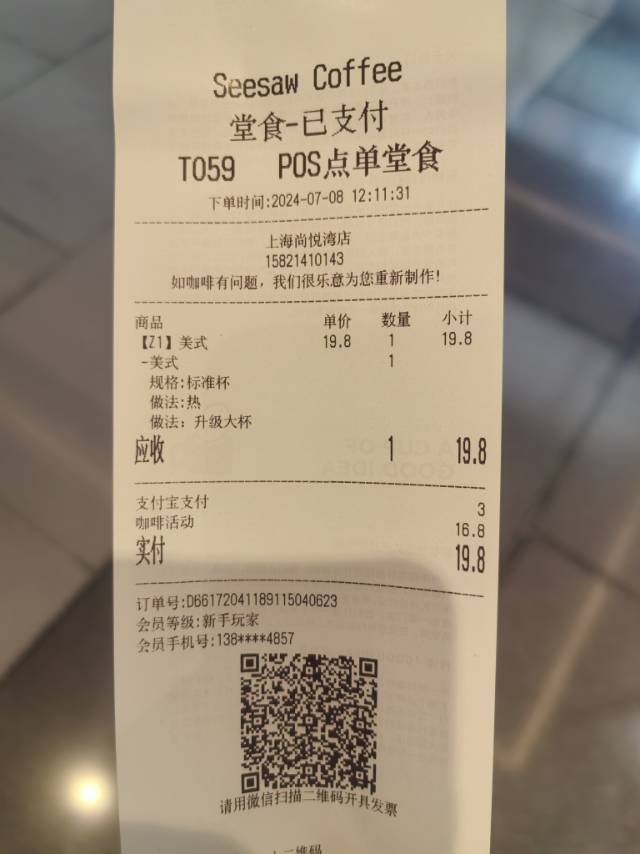 Seesaw Coffee
堂食-已支付
T059 POS点单堂食
下单时间:2024-07-08 12:11:31
上海尚悦湾店
15821410143
如咖啡有问题，我们很乐意为您重新制作!
商品 单价 数量 小计
【Z1】美式 19.8 1 19.8
-美式 1
规格:标准杯
做法:热
做法：升级大杯
应收 1 19.8
支付宝支付 3
咖啡活动 16.8
实付 19.8
订单号:D66172041189115040623
会员等级:新手玩家
会员手机号:138****4857
请用微信扫描二维码开具发票
二维码